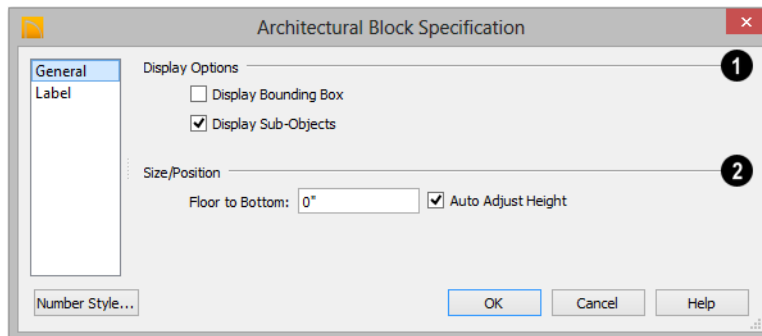 Architectural Block Specification
General
Label
Display Options
1
Display Bounding Box
Display Sub-Objects
Size/Position
2
Floor to Bottom: 0" Auto Adjust Height
Number Style... OK Cancel Help